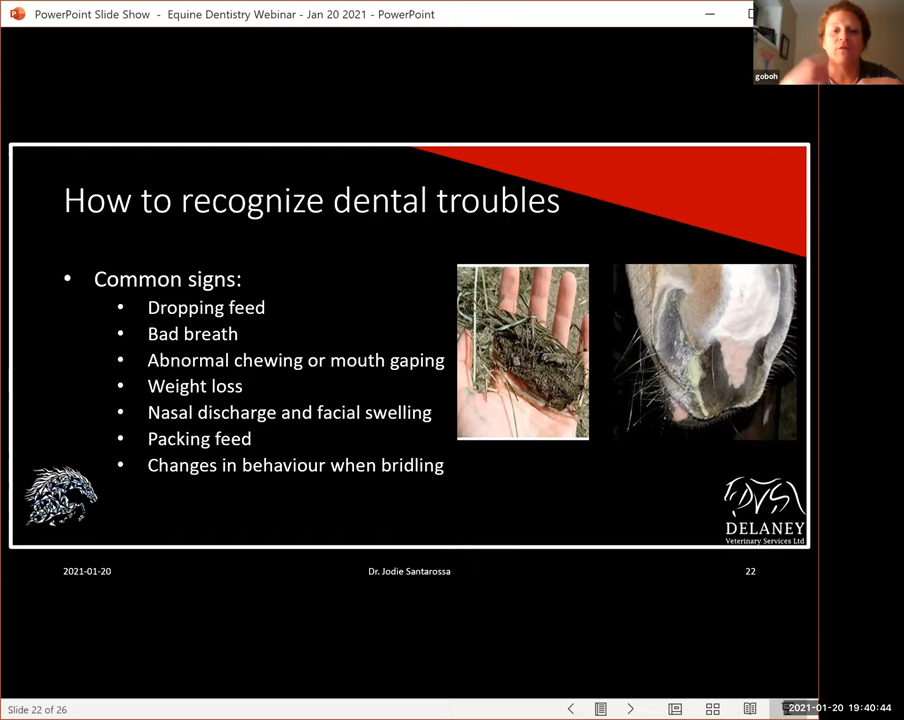 PowerPoint Slide Show - Equine Dentistry Webinar - Jan 20 2021 - PowerPoint
goboh
How to recognize dental troubles
Common signs:
Dropping feed
Bad breath
Abnormal chewing or mouth gaping
Weight loss
Nasal discharge and facial swelling
Packing feed
Changes in behaviour when bridling
DVS
DELANEY
Veterinary Services Ltd
2021-01-20
Dr. Jodie Santarossa
22
Slide 22 of 26
2021-01-20 19:40:44